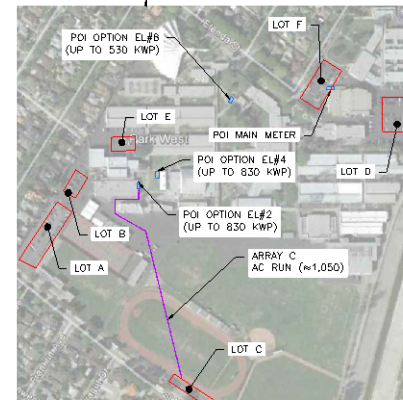 LOT F
POI OPTION EL#6
(UP TO 530 KWP)
LOT E
Park West
POI MAIN METER
LOT D
POI OPTION EL#4
(UP TO 830 KWP)
POI OPTION EL#2
(UP TO 830 KWP)
LOT B
LOT A
ARRAY C
AC RUN (≈1,050)
LOT C